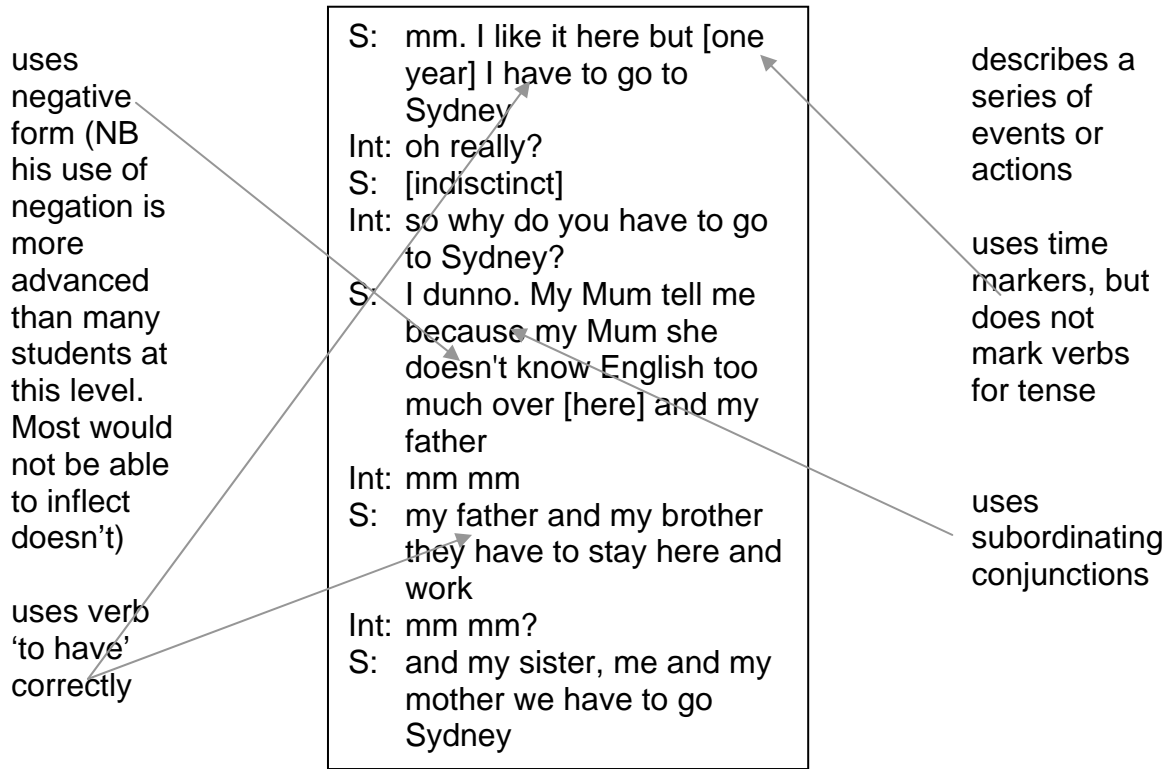 uses
negative
form (NB
his use of
negation is
more
advanced
than many
students at
this level.
Most would
not be able
to inflect
doesn't)
uses verb
‘to have’
correctly
S: mm. I like it here but [one
year] I have to go to
Sydney
Int: oh really?
S: [indisctinct]
Int: so why do you have to go
to Sydney?
S: I dunno. My Mum tell me
because my Mum she
doesn't know English too
much over [here] and my
father
Int: mm mm
S: my father and my brother
they have to stay here and
work
Int: mm mm?
S: and my sister, me and my
mother we have to go
Sydney
describes a
series of
events or
actions
uses time
markers, but
does not
mark verbs
for tense
uses
subordinating
conjunctions